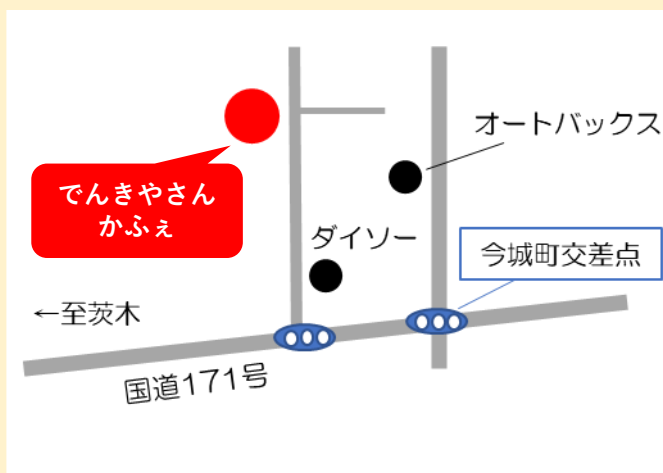 オートバックス
でんきやさん
かふぇ
ダイソー
今城町交差点
←至茨木
国道171号